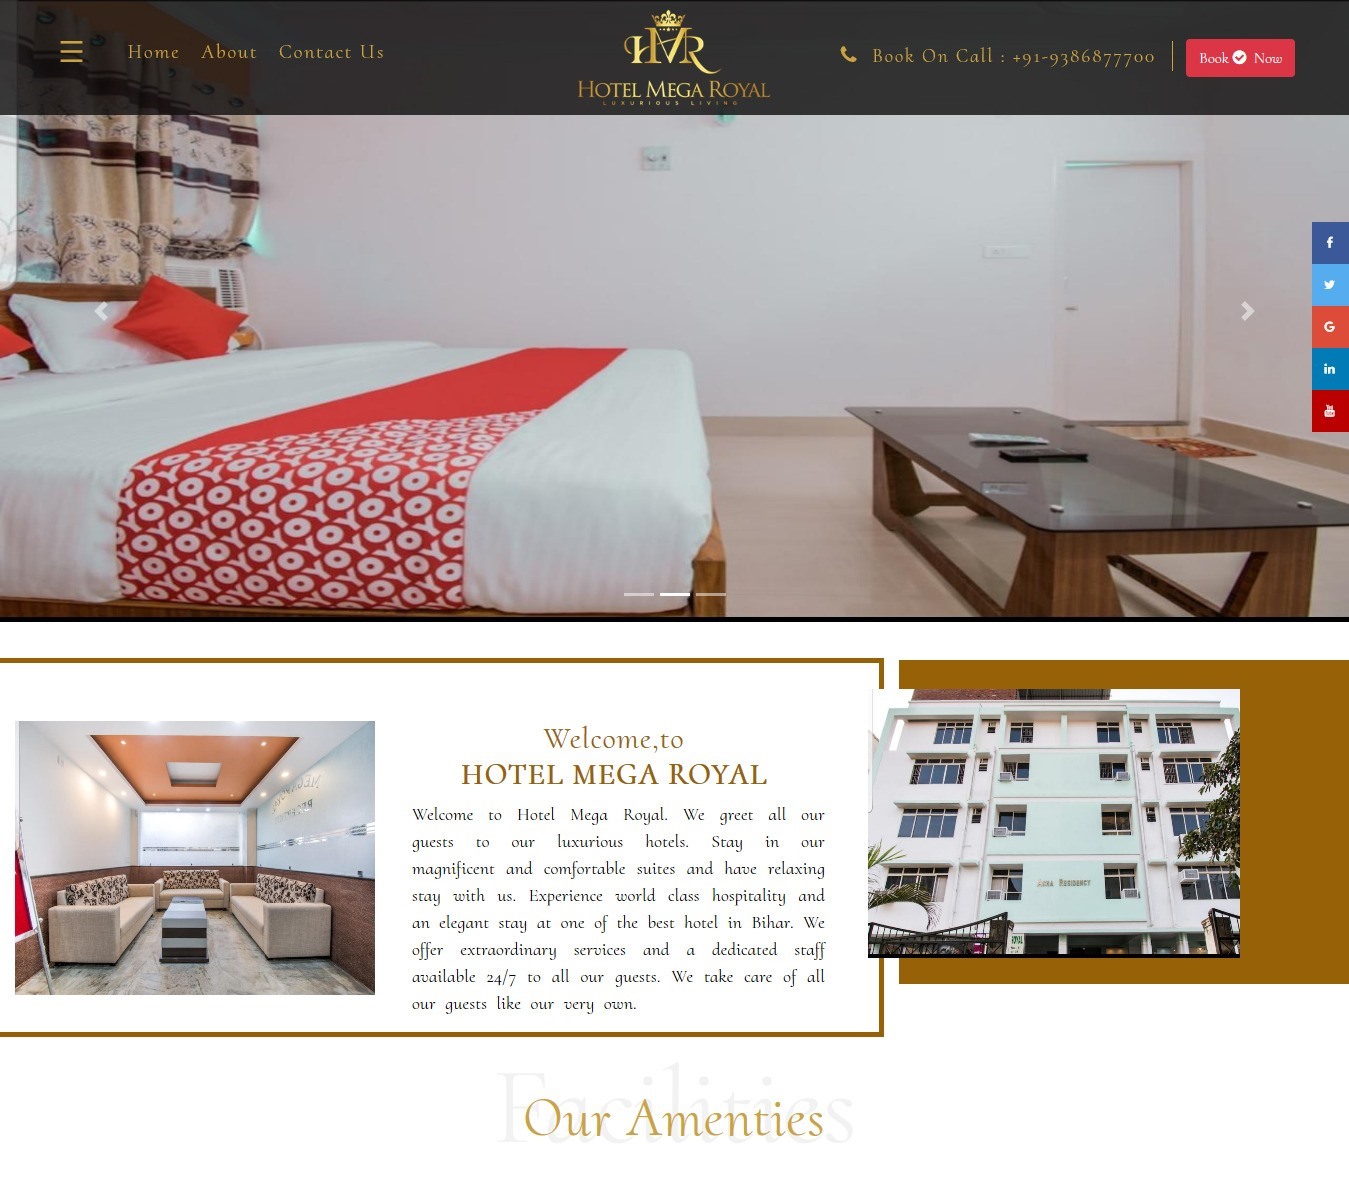 Home About Contact Us
HOTEL MEGA ROYAL
LUXURIOUS LIVING
Book On Call : +91-9386877700
Book Now
Welcome,to
HOTEL MEGA ROYAL
Welcome to Hotel Mega Royal. We greet all our
guests to our luxurious hotels. Stay in our
magnificent and comfortable suites and have relaxing
stay with us. Experience world class hospitality and
an elegant stay at one of the best hotel in Bihar. We
offer extraordinary services and a dedicated staff
available 24/7 to all our guests. We take care of all
our guests like our very own.
Facilities
Our Amenties